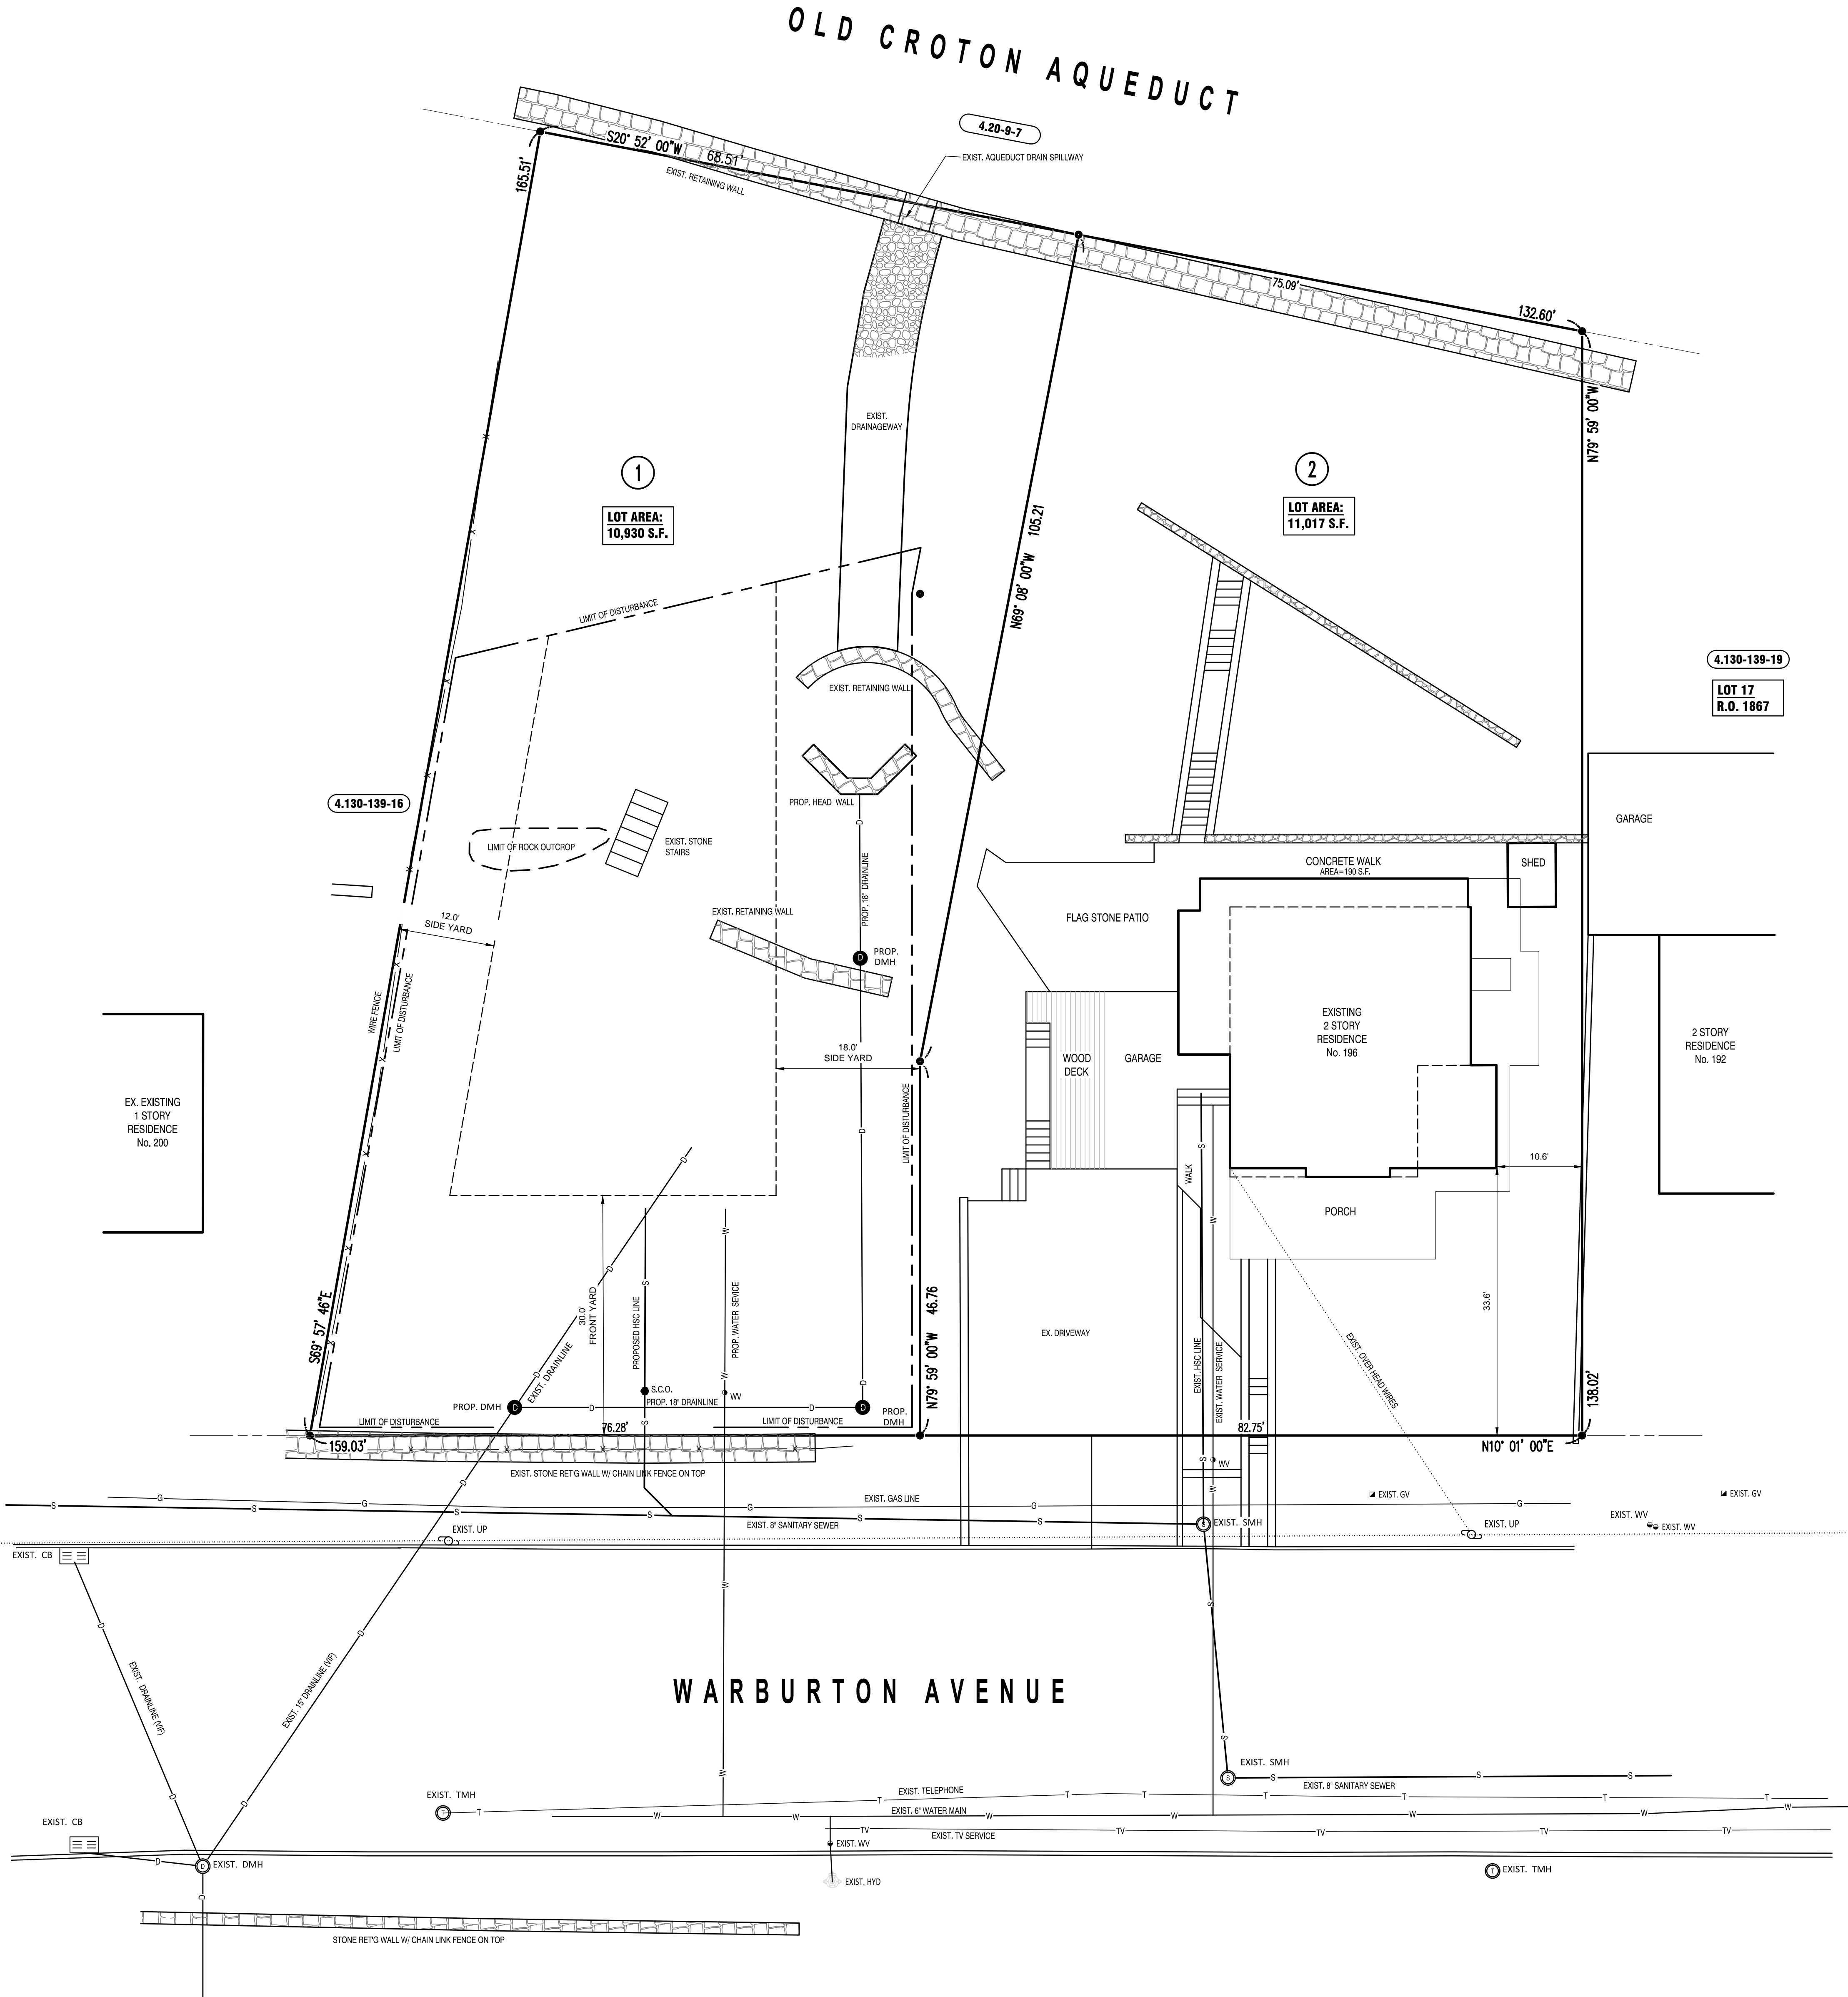 OLD CROTON AQUEDUCT
4.20-9-7
S20° 52' 00"W
68.51'
165.51'
EXIST. AQUEDUCT DRAIN SPILLWAY
EXIST. RETAINING WALL
75.09'
132.60'
N79° 59' 00"W
EXIST.
DRAINAGEWAY
1
LOT AREA:
10,930 S.F.
2
LOT AREA:
11,017 S.F.
N69° 08' 00"W 105.21
LIMIT OF DISTURBANCE
EXIST. RETAINING WALL
4.130-139-19
LOT 17
R.O. 1867
4.130-139-16
PROP. HEAD WALL
LIMIT OF ROCK OUTCROP
EXIST. STONE
STAIRS
PROP. 18" DRAINLINE
GARAGE
CONCRETE WALK
AREA=190 S.F.
SHED
12.0'
SIDE YARD
EXIST. RETAINING WALL
FLAG STONE PATIO
PROP.
DMH
D
WIRE FENCE
LIMIT OF DISTURBANCE
EXISTING
2 STORY
RESIDENCE
No. 196
2 STORY
RESIDENCE
No. 192
18.0'
SIDE YARD
WOOD
DECK
GARAGE
EX. EXISTING
1 STORY
RESIDENCE
No. 200
LIMIT OF DISTURBANCE
WALK
10.6'
PORCH
S69° 57' 46"E
30.0'
FRONT YARD
PROPOSED HSC LINE
PROP. WATER SEVICE
N79° 59' 00"W 46.76
EX. DRIVEWAY
EXIST. HSC LINE
EXIST. WATER SERVICE
EXIST. OVER HEAD WIRES
33.6'
138.02'
EXIST. DRAINLINE
S.C.O.
WV
PROP. DMH
D
PROP. 18" DRAINLINE
D
PROP.
DMH
LIMIT OF DISTURBANCE
LIMIT OF DISTURBANCE
159.03'
76.28'
82.75'
N10° 01' 00"E
WV
EXIST. STONE RET'G WALL W/ CHAIN LINK FENCE ON TOP
EXIST. GAS LINE
EXIST. GV
EXIST. GV
EXIST. 8" SANITARY SEWER
EXIST. SMH
EXIST. UP
EXIST. UP
EXIST. WV
EXIST. WV
EXIST. CB
EXIST. DRAINLINE (VIF)
EXIST. 15" DRAINLINE (VIF)
WARBURTON AVENUE
EXIST. SMH
S
EXIST. 8" SANITARY SEWER
EXIST. TMH
T
EXIST. TELEPHONE
EXIST. 6" WATER MAIN
EXIST. TV SERVICE
EXIST. CB
EXIST. WV
EXIST. DMH
D
EXIST. HYD
EXIST. TMH
T
STONE RET'G WALL W/ CHAIN LINK FENCE ON TOP